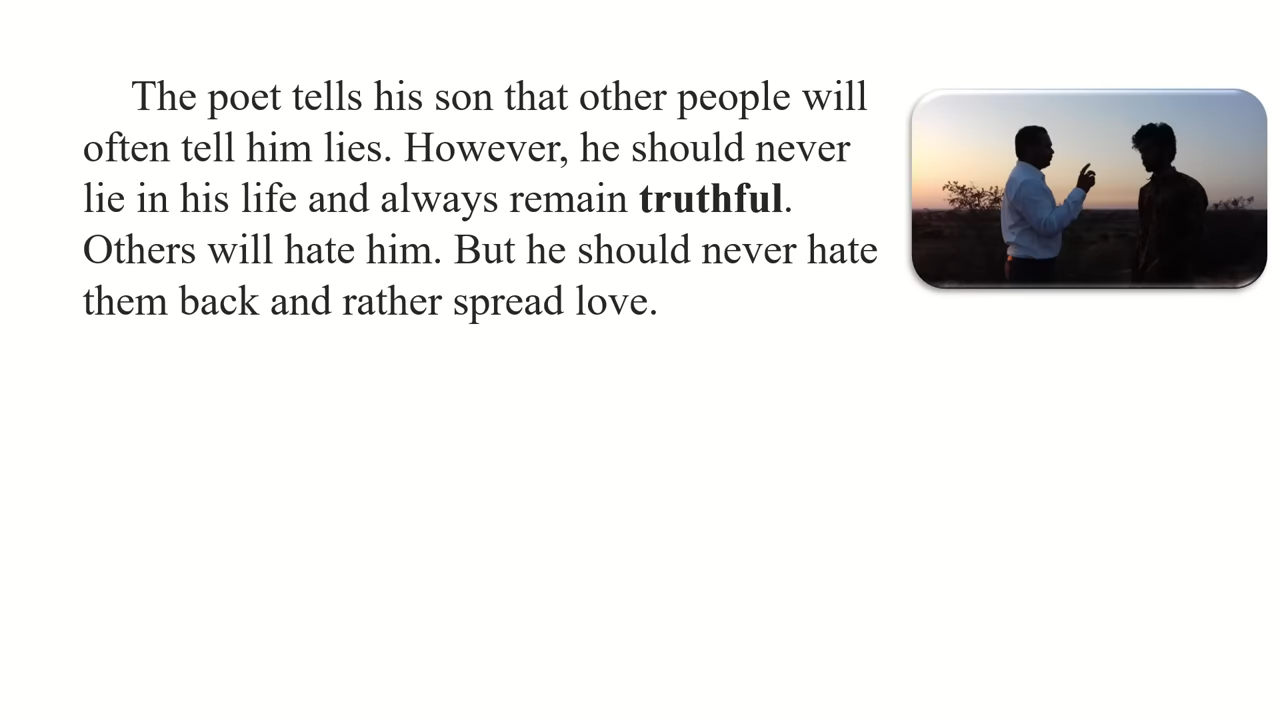 The poet tells his son that other people will
often tell him lies. However, he should never
lie in his life and always remain truthful.
Others will hate him. But he should never hate
them back and rather spread love.